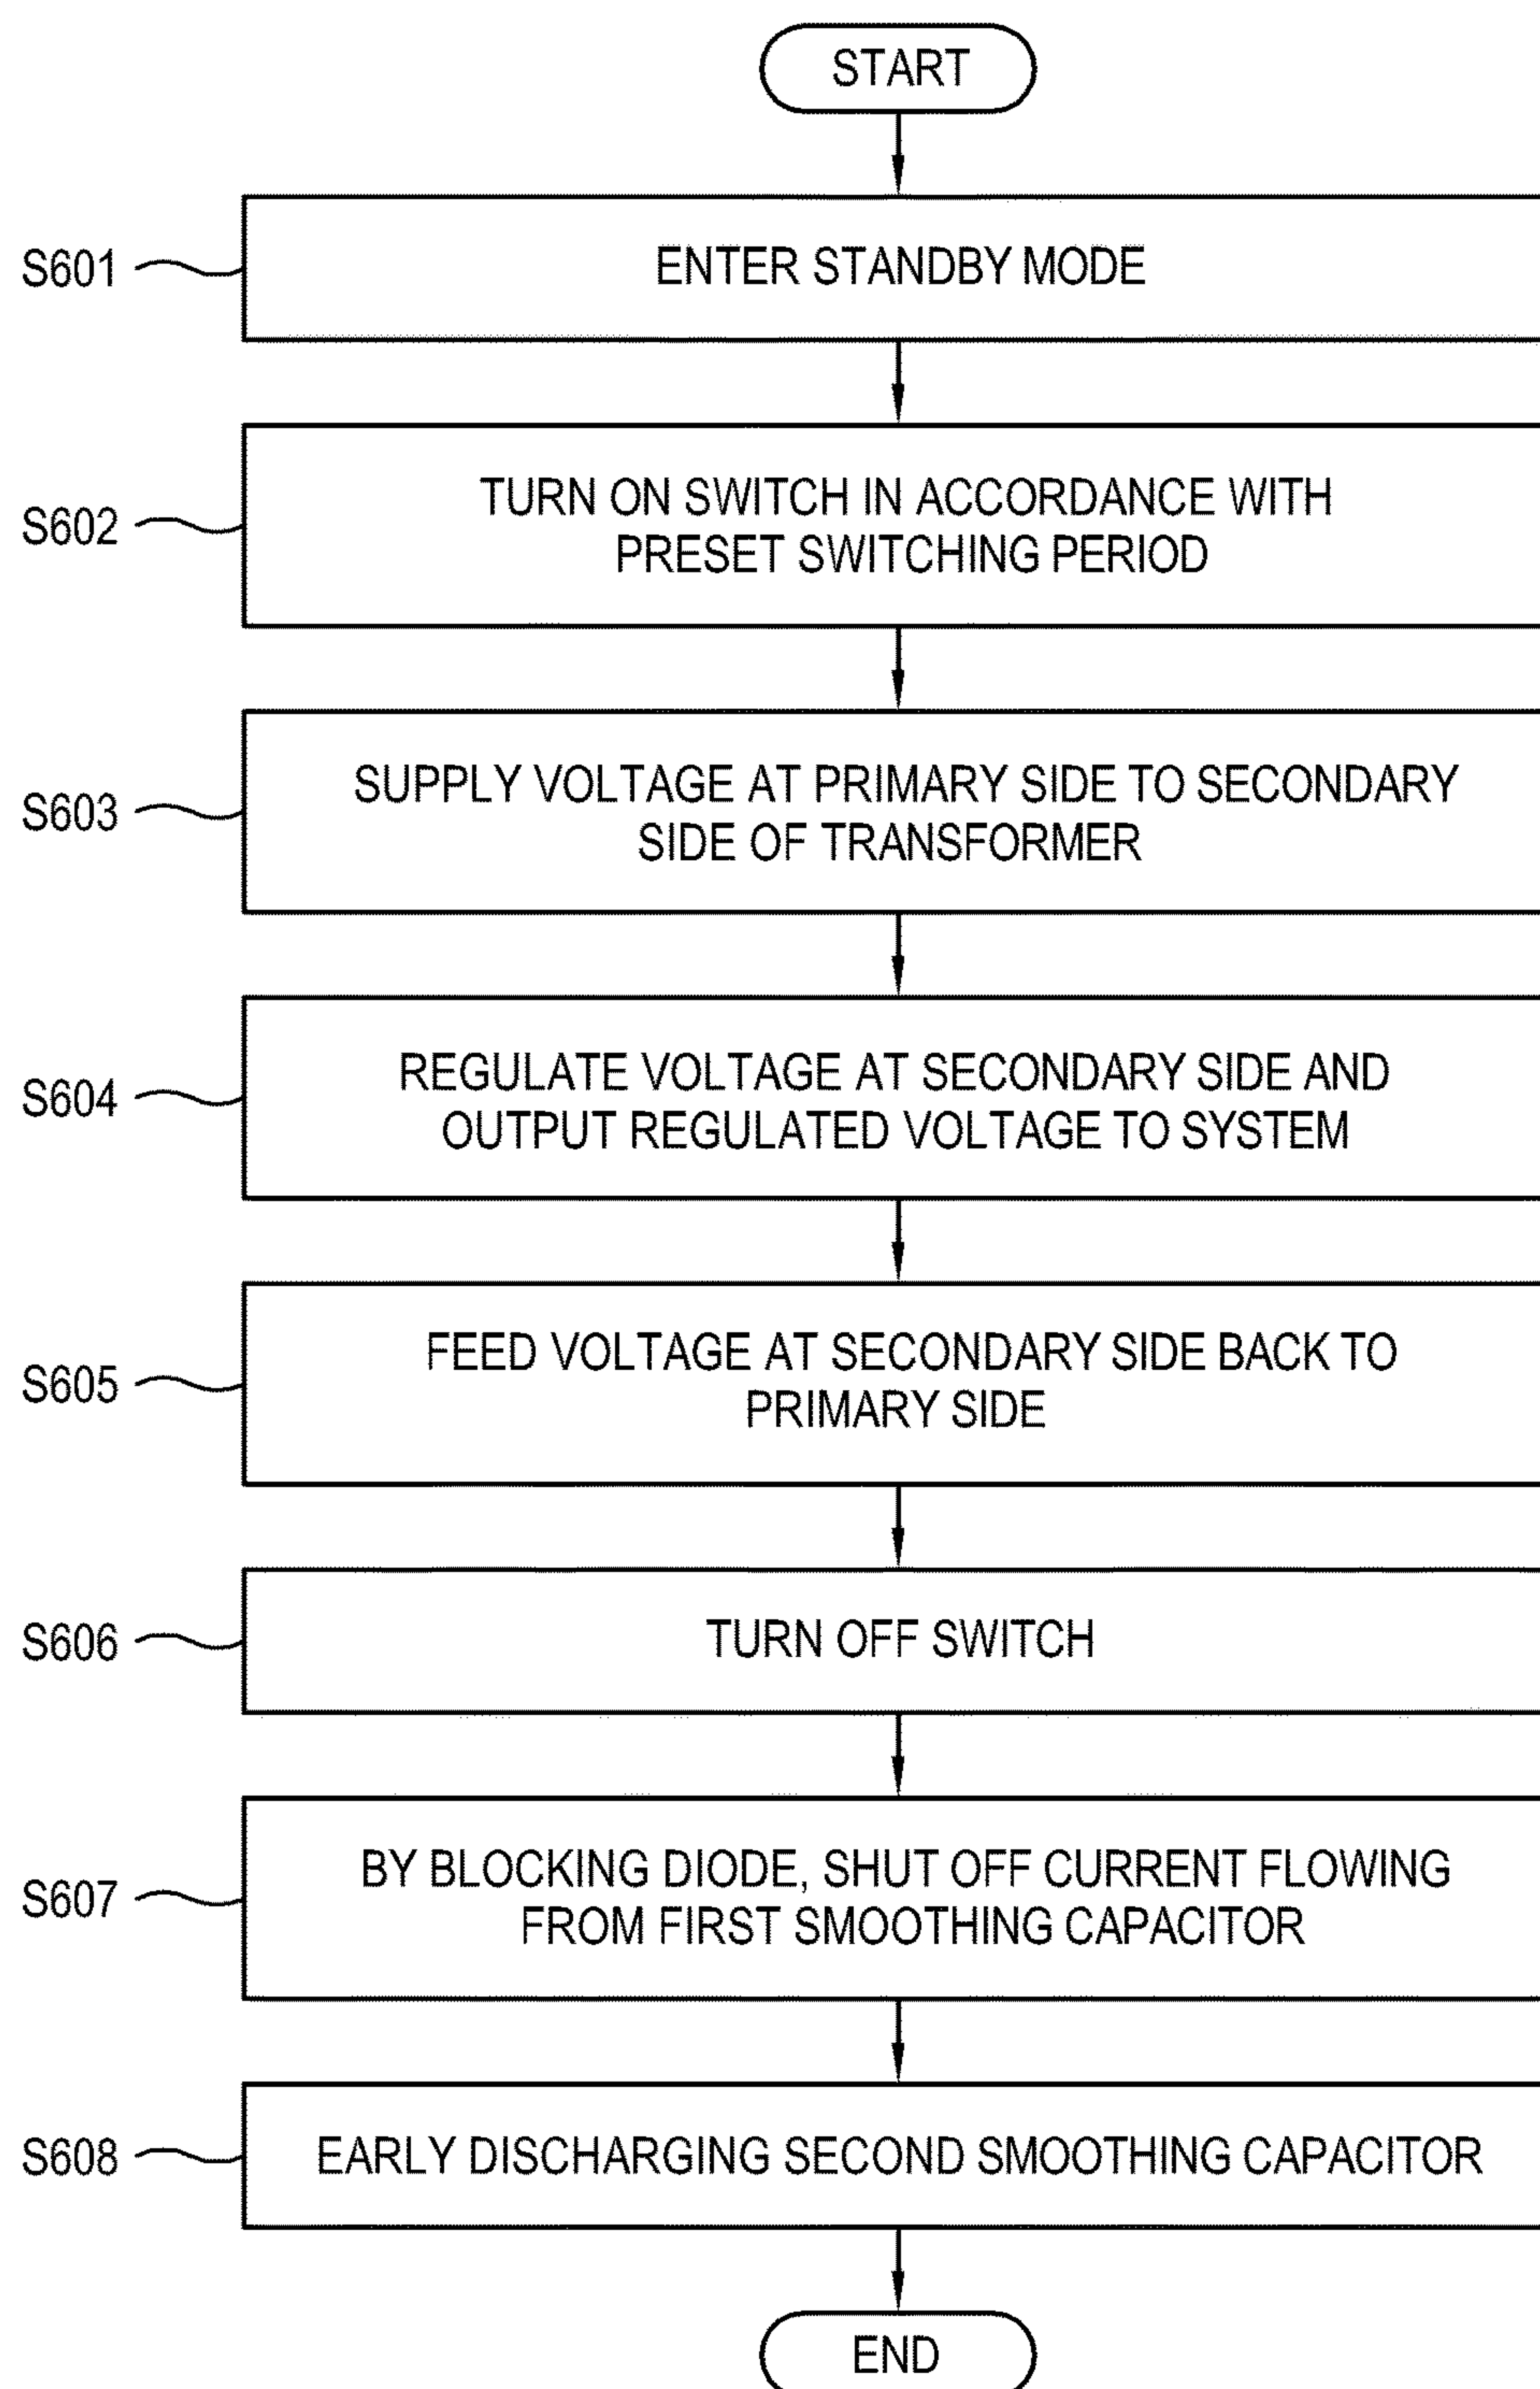 START
S601
ENTER STANDBY MODE
S602
TURN ON SWITCH IN ACCORDANCE WITH
PRESET SWITCHING PERIOD
S603
SUPPLY VOLTAGE AT PRIMARY SIDE TO SECONDARY
SIDE OF TRANSFORMER
S604
REGULATE VOLTAGE AT SECONDARY SIDE AND
OUTPUT REGULATED VOLTAGE TO SYSTEM
S605
FEED VOLTAGE AT SECONDARY SIDE BACK TO
PRIMARY SIDE
S606
TURN OFF SWITCH
S607
BY BLOCKING DIODE, SHUT OFF CURRENT FLOWING
FROM FIRST SMOOTHING CAPACITOR
S608
EARLY DISCHARGING SECOND SMOOTHING CAPACITOR
END